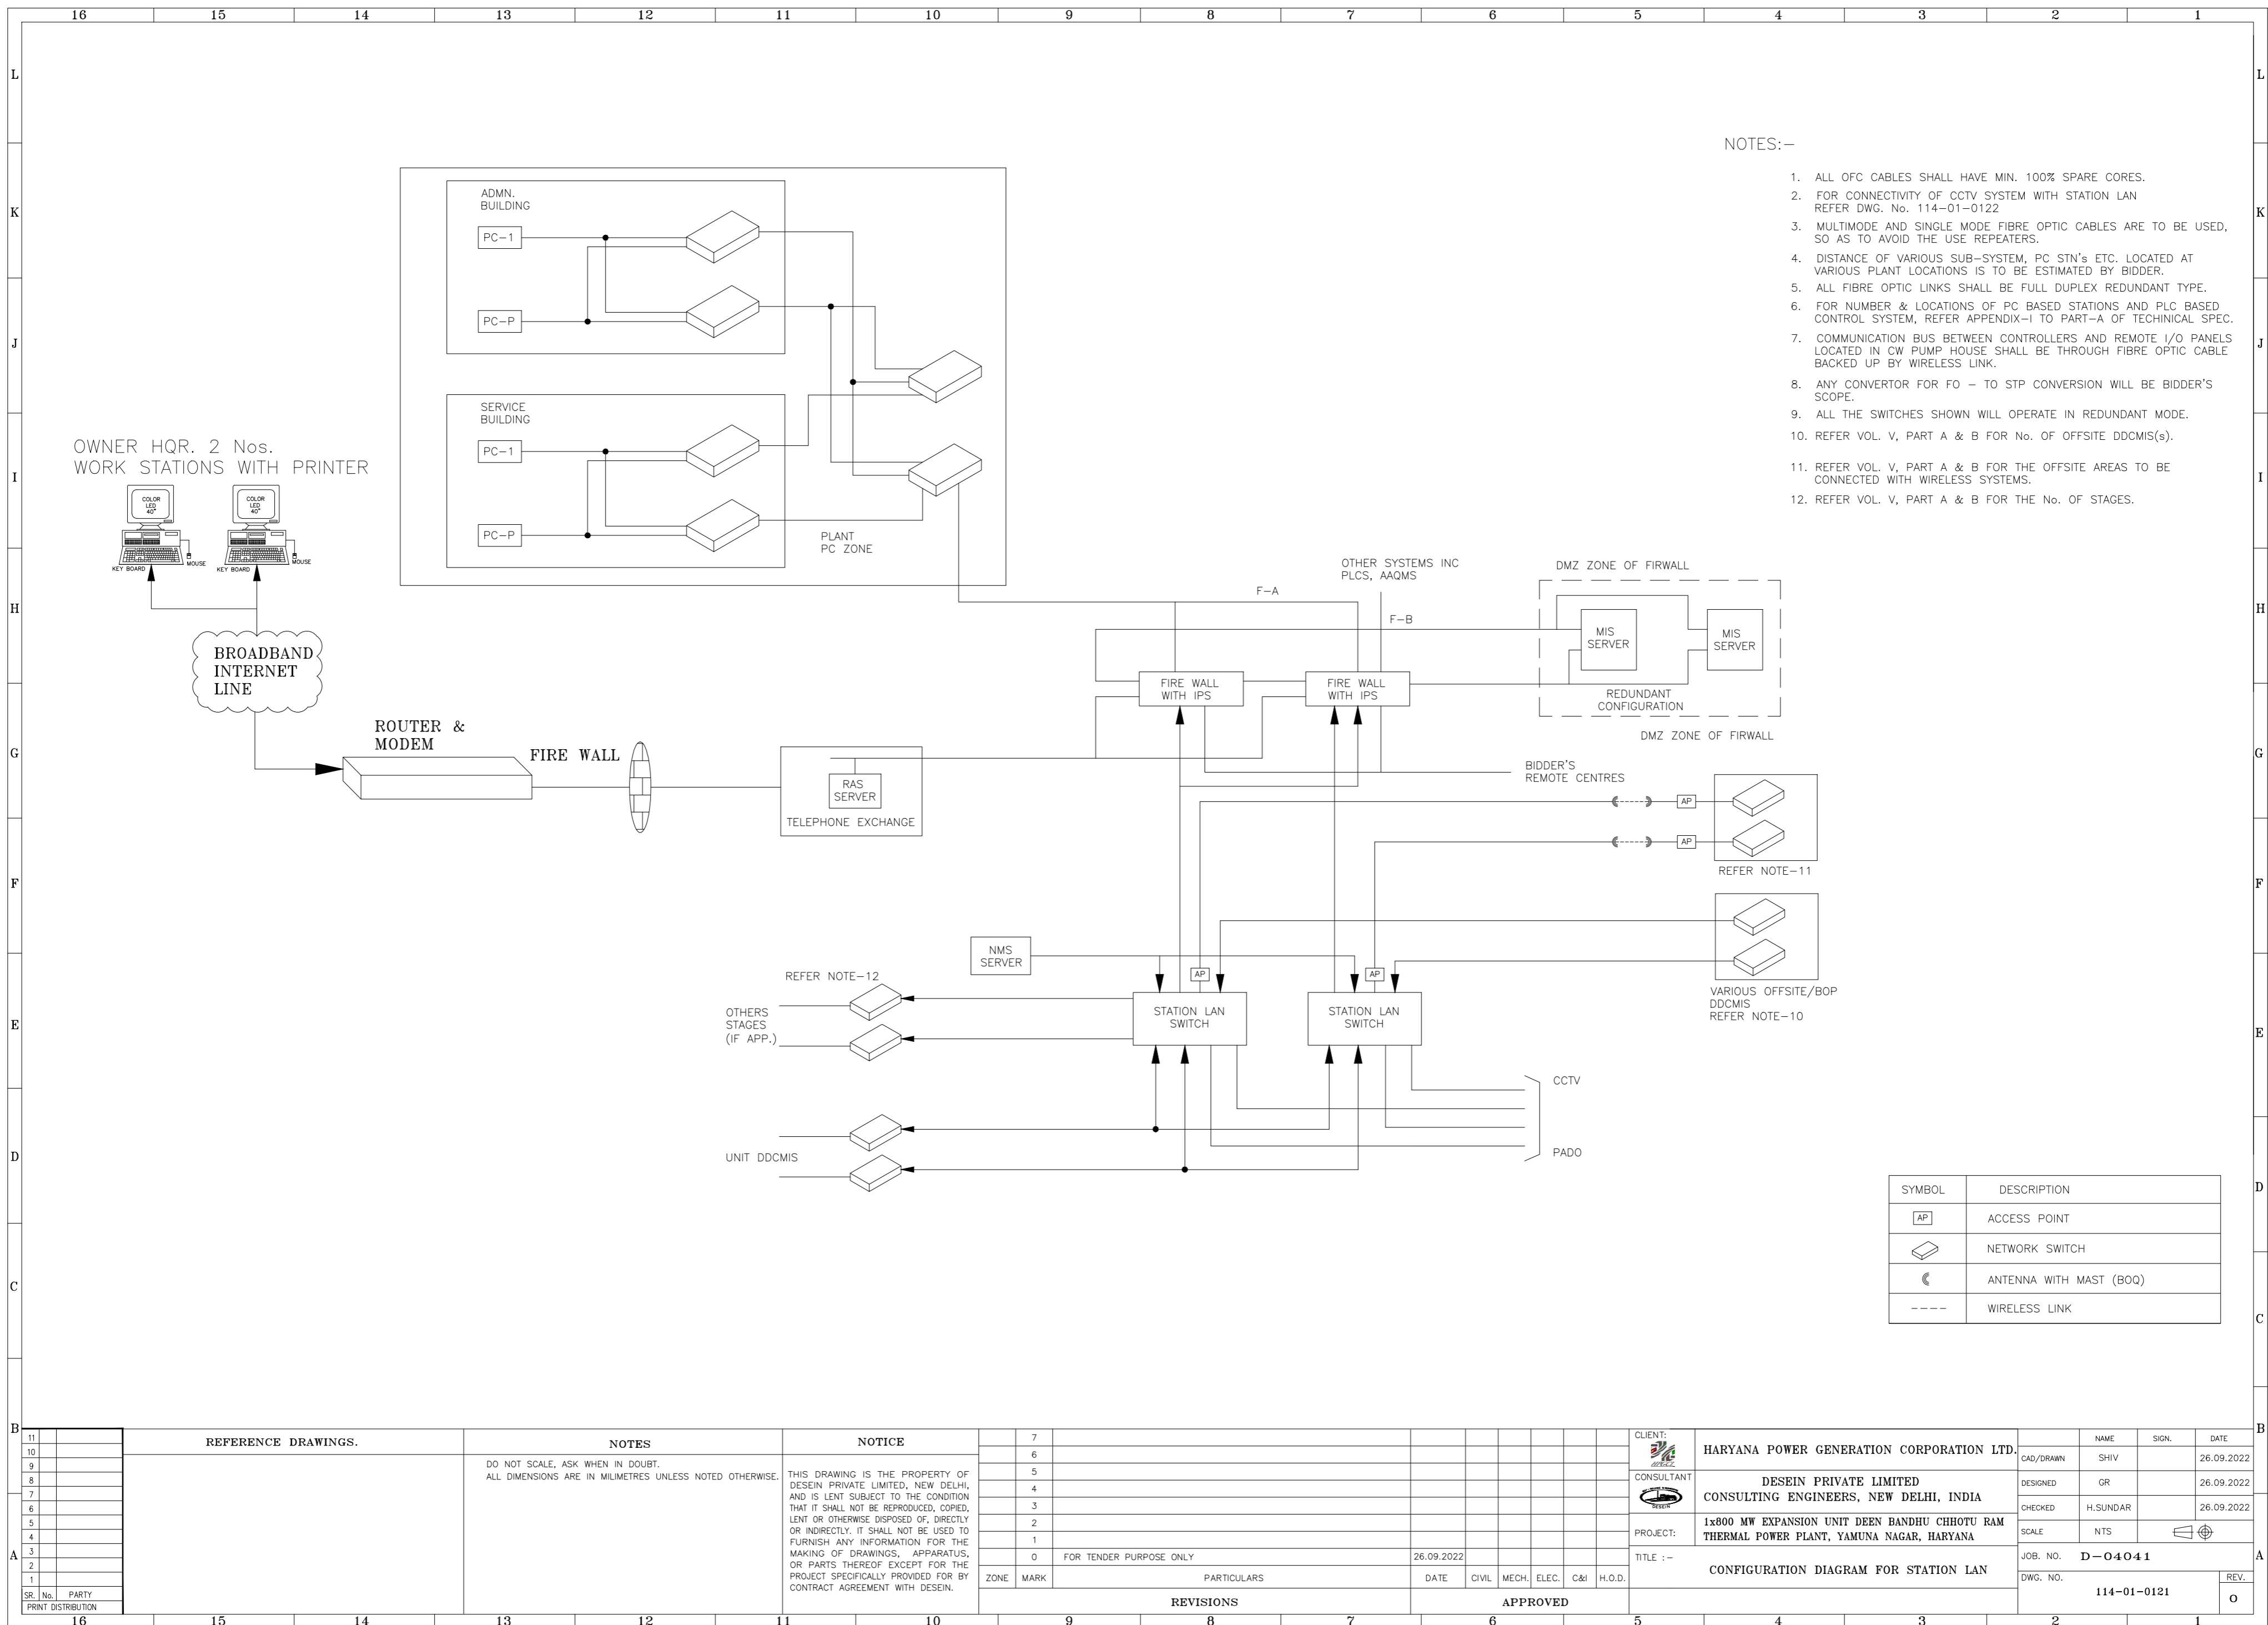 16 15 14 13 12 11 10 9 8 7 6 5 4 3 2 1
L L
K K
J J
I I
H H
G G
F F
E E
D D
C C
B B
A A
NOTES:-
1. ALL OFC CABLES SHALL HAVE MIN. 100% SPARE CORES.
2. FOR CONNECTIVITY OF CCTV SYSTEM WITH STATION LAN
REFER DWG. No. 114-01-0122
3. MULTIMODE AND SINGLE MODE FIBRE OPTIC CABLES ARE TO BE USED,
SO AS TO AVOID THE USE REPEATERS.
4. DISTANCE OF VARIOUS SUB-SYSTEM, PC STN's ETC. LOCATED AT
VARIOUS PLANT LOCATIONS IS TO BE ESTIMATED BY BIDDER.
5. ALL FIBRE OPTIC LINKS SHALL BE FULL DUPLEX REDUNDANT TYPE.
6. FOR NUMBER & LOCATIONS OF PC BASED STATIONS AND PLC BASED
CONTROL SYSTEM, REFER APPENDIX-I TO PART-A OF TECHINICAL SPEC.
7. COMMUNICATION BUS BETWEEN CONTROLLERS AND REMOTE I/O PANELS
LOCATED IN CW PUMP HOUSE SHALL BE THROUGH FIBRE OPTIC CABLE
BACKED UP BY WIRELESS LINK.
8. ANY CONVERTOR FOR FO - TO STP CONVERSION WILL BE BIDDER'S
SCOPE.
9. ALL THE SWITCHES SHOWN WILL OPERATE IN REDUNDANT MODE.
10. REFER VOL. V, PART A & B FOR No. OF OFFSITE DDCMIS(s).
11. REFER VOL. V, PART A & B FOR THE OFFSITE AREAS TO BE
CONNECTED WITH WIRELESS SYSTEMS.
12. REFER VOL. V, PART A & B FOR THE No. OF STAGES.
ADMN.
BUILDING
PC-1
PC-P
SERVICE
BUILDING
PC-1
PC-P
PLANT
PC ZONE
OWNER HQR. 2 Nos.
WORK STATIONS WITH PRINTER
COLOR
LED
40"
COLOR
LED
40"
KEY BOARD
MOUSE
KEY BOARD
MOUSE
BROADBAND
INTERNET
LINE
ROUTER &
MODEM
FIRE WALL
RAS
SERVER
TELEPHONE EXCHANGE
F-A
OTHER SYSTEMS INC
PLCS, AAQMS
F-B
DMZ ZONE OF FIRWALL
MIS
SERVER
MIS
SERVER
REDUNDANT
CONFIGURATION
DMZ ZONE OF FIRWALL
FIRE WALL
WITH IPS
FIRE WALL
WITH IPS
BIDDER'S
REMOTE CENTRES
AP
AP
REFER NOTE-11
VARIOUS OFFSITE/BOP
DDCMIS
REFER NOTE-10
NMS
SERVER
AP
AP
STATION LAN
SWITCH
STATION LAN
SWITCH
REFER NOTE-12
OTHERS
STAGES
(IF APP.)
UNIT DDCMIS
CCTV
PADO
SYMBOL DESCRIPTION
AP ACCESS POINT
NETWORK SWITCH
ANTENNA WITH MAST (BOQ)
WIRELESS LINK
11
10
9
8
7
6
5
4
3
2
1
SR. No. PARTY
PRINT DISTRIBUTION
REFERENCE DRAWINGS.
NOTES
DO NOT SCALE, ASK WHEN IN DOUBT.
ALL DIMENSIONS ARE IN MILIMETRES UNLESS NOTED OTHERWISE.
NOTICE
THIS DRAWING IS THE PROPERTY OF
DESEIN PRIVATE LIMITED, NEW DELHI,
AND IS LENT SUBJECT TO THE CONDITION
THAT IT SHALL NOT BE REPRODUCED, COPIED,
LENT OR OTHERWISE DISPOSED OF, DIRECTLY
OR INDIRECTLY. IT SHALL NOT BE USED TO
FURNISH ANY INFORMATION FOR THE
MAKING OF DRAWINGS, APPARATUS,
OR PARTS THEREOF EXCEPT FOR THE
PROJECT SPECIFICALLY PROVIDED FOR BY
CONTRACT AGREEMENT WITH DESEIN.
7
6
5
4
3
2
1
0 FOR TENDER PURPOSE ONLY 26.09.2022
ZONE MARK PARTICULARS DATE CIVIL MECH. ELEC. C&I H.O.D.
REVISIONS APPROVED
CLIENT:
HARYANA POWER GENERATION CORPORATION LTD.
CONSULTANT
DESEIN
DESEIN PRIVATE LIMITED
CONSULTING ENGINEERS, NEW DELHI, INDIA
PROJECT:
1x800 MW EXPANSION UNIT DEEN BANDHU CHHOTU RAM
THERMAL POWER PLANT, YAMUNA NAGAR, HARYANA
TITLE :-
CONFIGURATION DIAGRAM FOR STATION LAN
NAME SIGN. DATE
CAD/DRAWN SHIV 26.09.2022
DESIGNED GR 26.09.2022
CHECKED H.SUNDAR 26.09.2022
SCALE NTS
JOB. NO. D-04041
DWG. NO. 114-01-0121
REV. 0
16 15 14 13 12 11 10 9 8 7 6 5 4 3 2 1